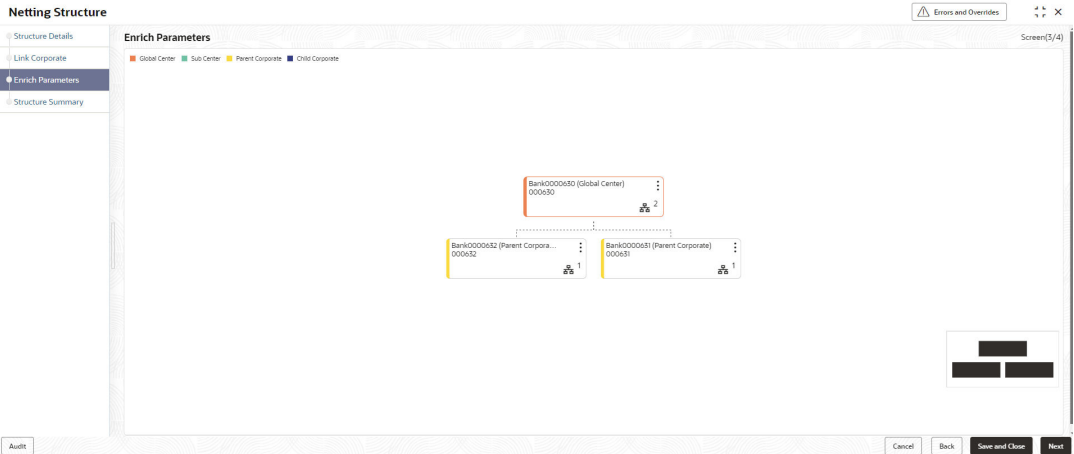 Netting Structure
Errors and Overrides
Structure Details
Link Corporate
Enrich Parameters
Structure Summary
Enrich Parameters
Screen(3/4)
Global Center Sub Center Parent Corporate Child Corporate
Bank0000630 (Global Center)
000630
2
Bank0000632 (Parent Corpora...
000632
1
Bank0000631 (Parent Corporate)
000631
1
Audit
Cancel Back Save and Close Next